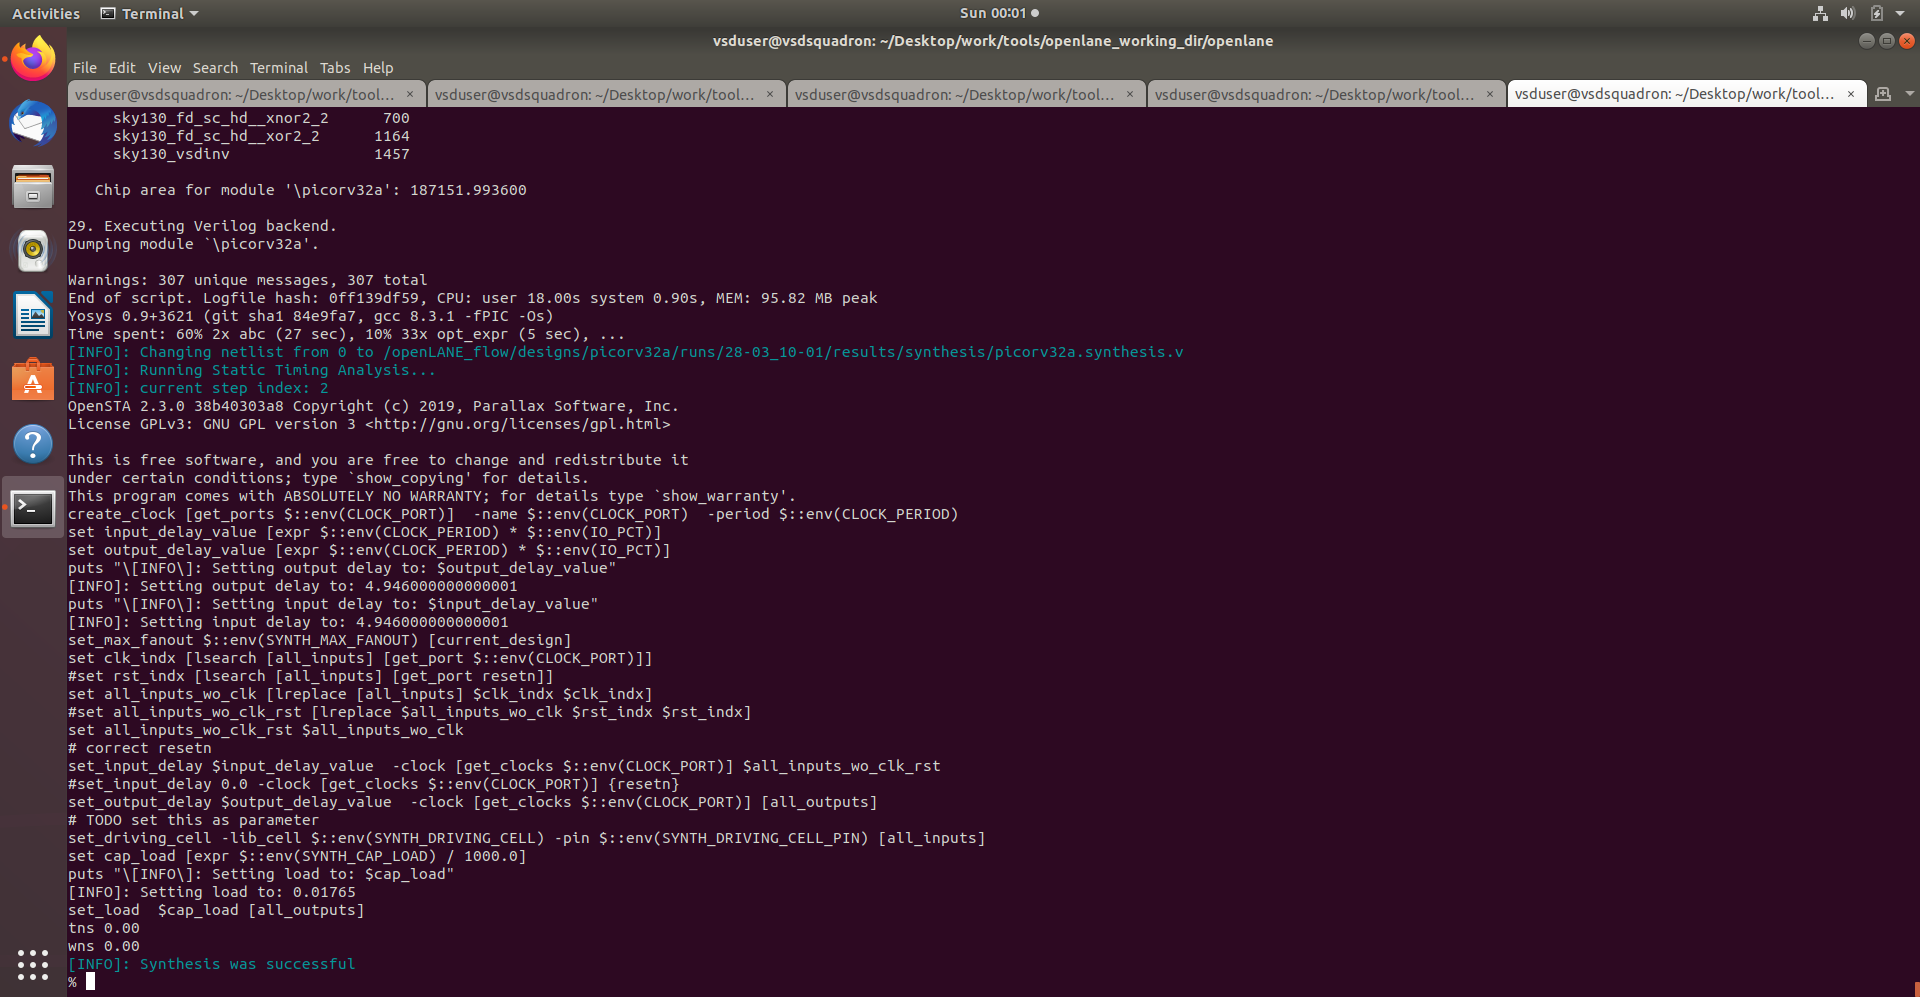 Activities Terminal Sun 00:01
vsduser@vsdsquadron: ~/Desktop/work/tools/openlane_working_dir/openlane
File Edit View Search Terminal Tabs Help
vsduser@vsdsquadron: ~/Desktop/work/tool... × vsduser@vsdsquadron: ~/Desktop/work/tool... × vsduser@vsdsquadron: ~/Desktop/work/tool... × vsduser@vsdsquadron: ~/Desktop/work/tool... × vsduser@vsdsquadron: ~/Desktop/work/tool... ×
     sky130_fd_sc_hd__xnor2_2      700
     sky130_fd_sc_hd__xor2_2      1164
     sky130_vsdinv                1457
   Chip area for module '\picorv32a': 187151.993600
29. Executing Verilog backend.
Dumping module `\picorv32a'.
Warnings: 307 unique messages, 307 total
End of script. Logfile hash: 0ff139df59, CPU: user 18.00s system 0.90s, MEM: 95.82 MB peak
Yosys 0.9+3621 (git sha1 84e9fa7, gcc 8.3.1 -fPIC -Os)
Time spent: 60% 2x abc (27 sec), 10% 33x opt_expr (5 sec), ...
[INFO]: Changing netlist from 0 to /openLANE_flow/designs/picorv32a/runs/28-03_10-01/results/synthesis/picorv32a.synthesis.v
[INFO]: Running Static Timing Analysis...
[INFO]: current step index: 2
OpenSTA 2.3.0 38b40303a8 Copyright (c) 2019, Parallax Software, Inc.
License GPLv3: GNU GPL version 3 <http://gnu.org/licenses/gpl.html>
This is free software, and you are free to change and redistribute it
under certain conditions; type `show_copying' for details.
This program comes with ABSOLUTELY NO WARRANTY; for details type `show_warranty'.
create_clock [get_ports $::env(CLOCK_PORT)]  -name $::env(CLOCK_PORT)  -period $::env(CLOCK_PERIOD)
set input_delay_value [expr $::env(CLOCK_PERIOD) * $::env(IO_PCT)]
set output_delay_value [expr $::env(CLOCK_PERIOD) * $::env(IO_PCT)]
puts "\[INFO\]: Setting output delay to: $output_delay_value"
[INFO]: Setting output delay to: 4.946000000000001
puts "\[INFO\]: Setting input delay to: $input_delay_value"
[INFO]: Setting input delay to: 4.946000000000001
set_max_fanout $::env(SYNTH_MAX_FANOUT) [current_design]
set clk_indx [lsearch [all_inputs] [get_port $::env(CLOCK_PORT)]]
#set rst_indx [lsearch [all_inputs] [get_port resetn]]
set all_inputs_wo_clk [lreplace [all_inputs] $clk_indx $clk_indx]
#set all_inputs_wo_clk_rst [lreplace $all_inputs_wo_clk $rst_indx $rst_indx]
set all_inputs_wo_clk_rst $all_inputs_wo_clk
# correct resetn
set_input_delay $input_delay_value  -clock [get_clocks $::env(CLOCK_PORT)] $all_inputs_wo_clk_rst
#set_input_delay 0.0 -clock [get_clocks $::env(CLOCK_PORT)] {resetn}
set_output_delay $output_delay_value  -clock [get_clocks $::env(CLOCK_PORT)] [all_outputs]
# TODO set this as parameter
set_driving_cell -lib_cell $::env(SYNTH_DRIVING_CELL) -pin $::env(SYNTH_DRIVING_CELL_PIN) [all_inputs]
set cap_load [expr $::env(SYNTH_CAP_LOAD) / 1000.0]
puts "\[INFO\]: Setting load to: $cap_load"
[INFO]: Setting load to: 0.01765
set_load  $cap_load [all_outputs]
tns 0.00
wns 0.00
[INFO]: Synthesis was successful
%